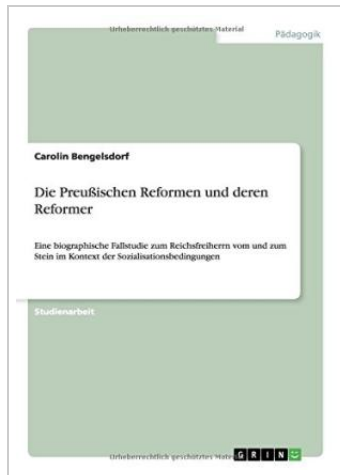 Urheberrechtlich geschütztes Material
Pädagogik
Carolin Bengelsdorf
Die Preußischen Reformen und deren
Reformer
Eine biographische Fallstudie zum Reichsfreiherrn vom und zum
Stein im Kontext der Sozialisationsbedingungen
Studienarbeit
Urheberrechtlich geschütztes Mate
GRIN